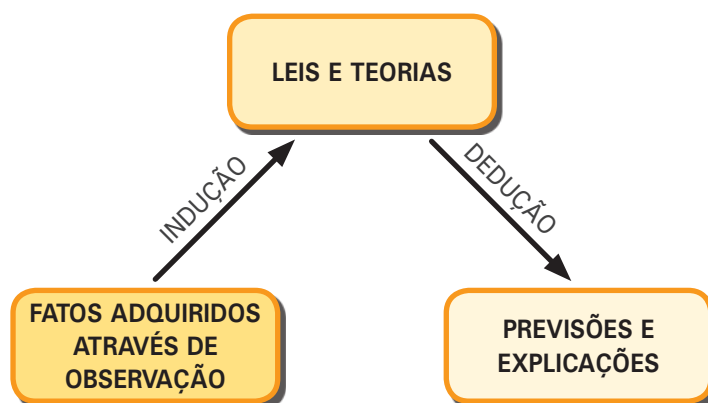 LEIS E TEORIAS
INDUÇÃO
DEDUÇÃO
FATOS ADQUIRIDOS
ATRAVÉS DE
OBSERVAÇÃO
PREVISÕES E
EXPLICAÇÕES